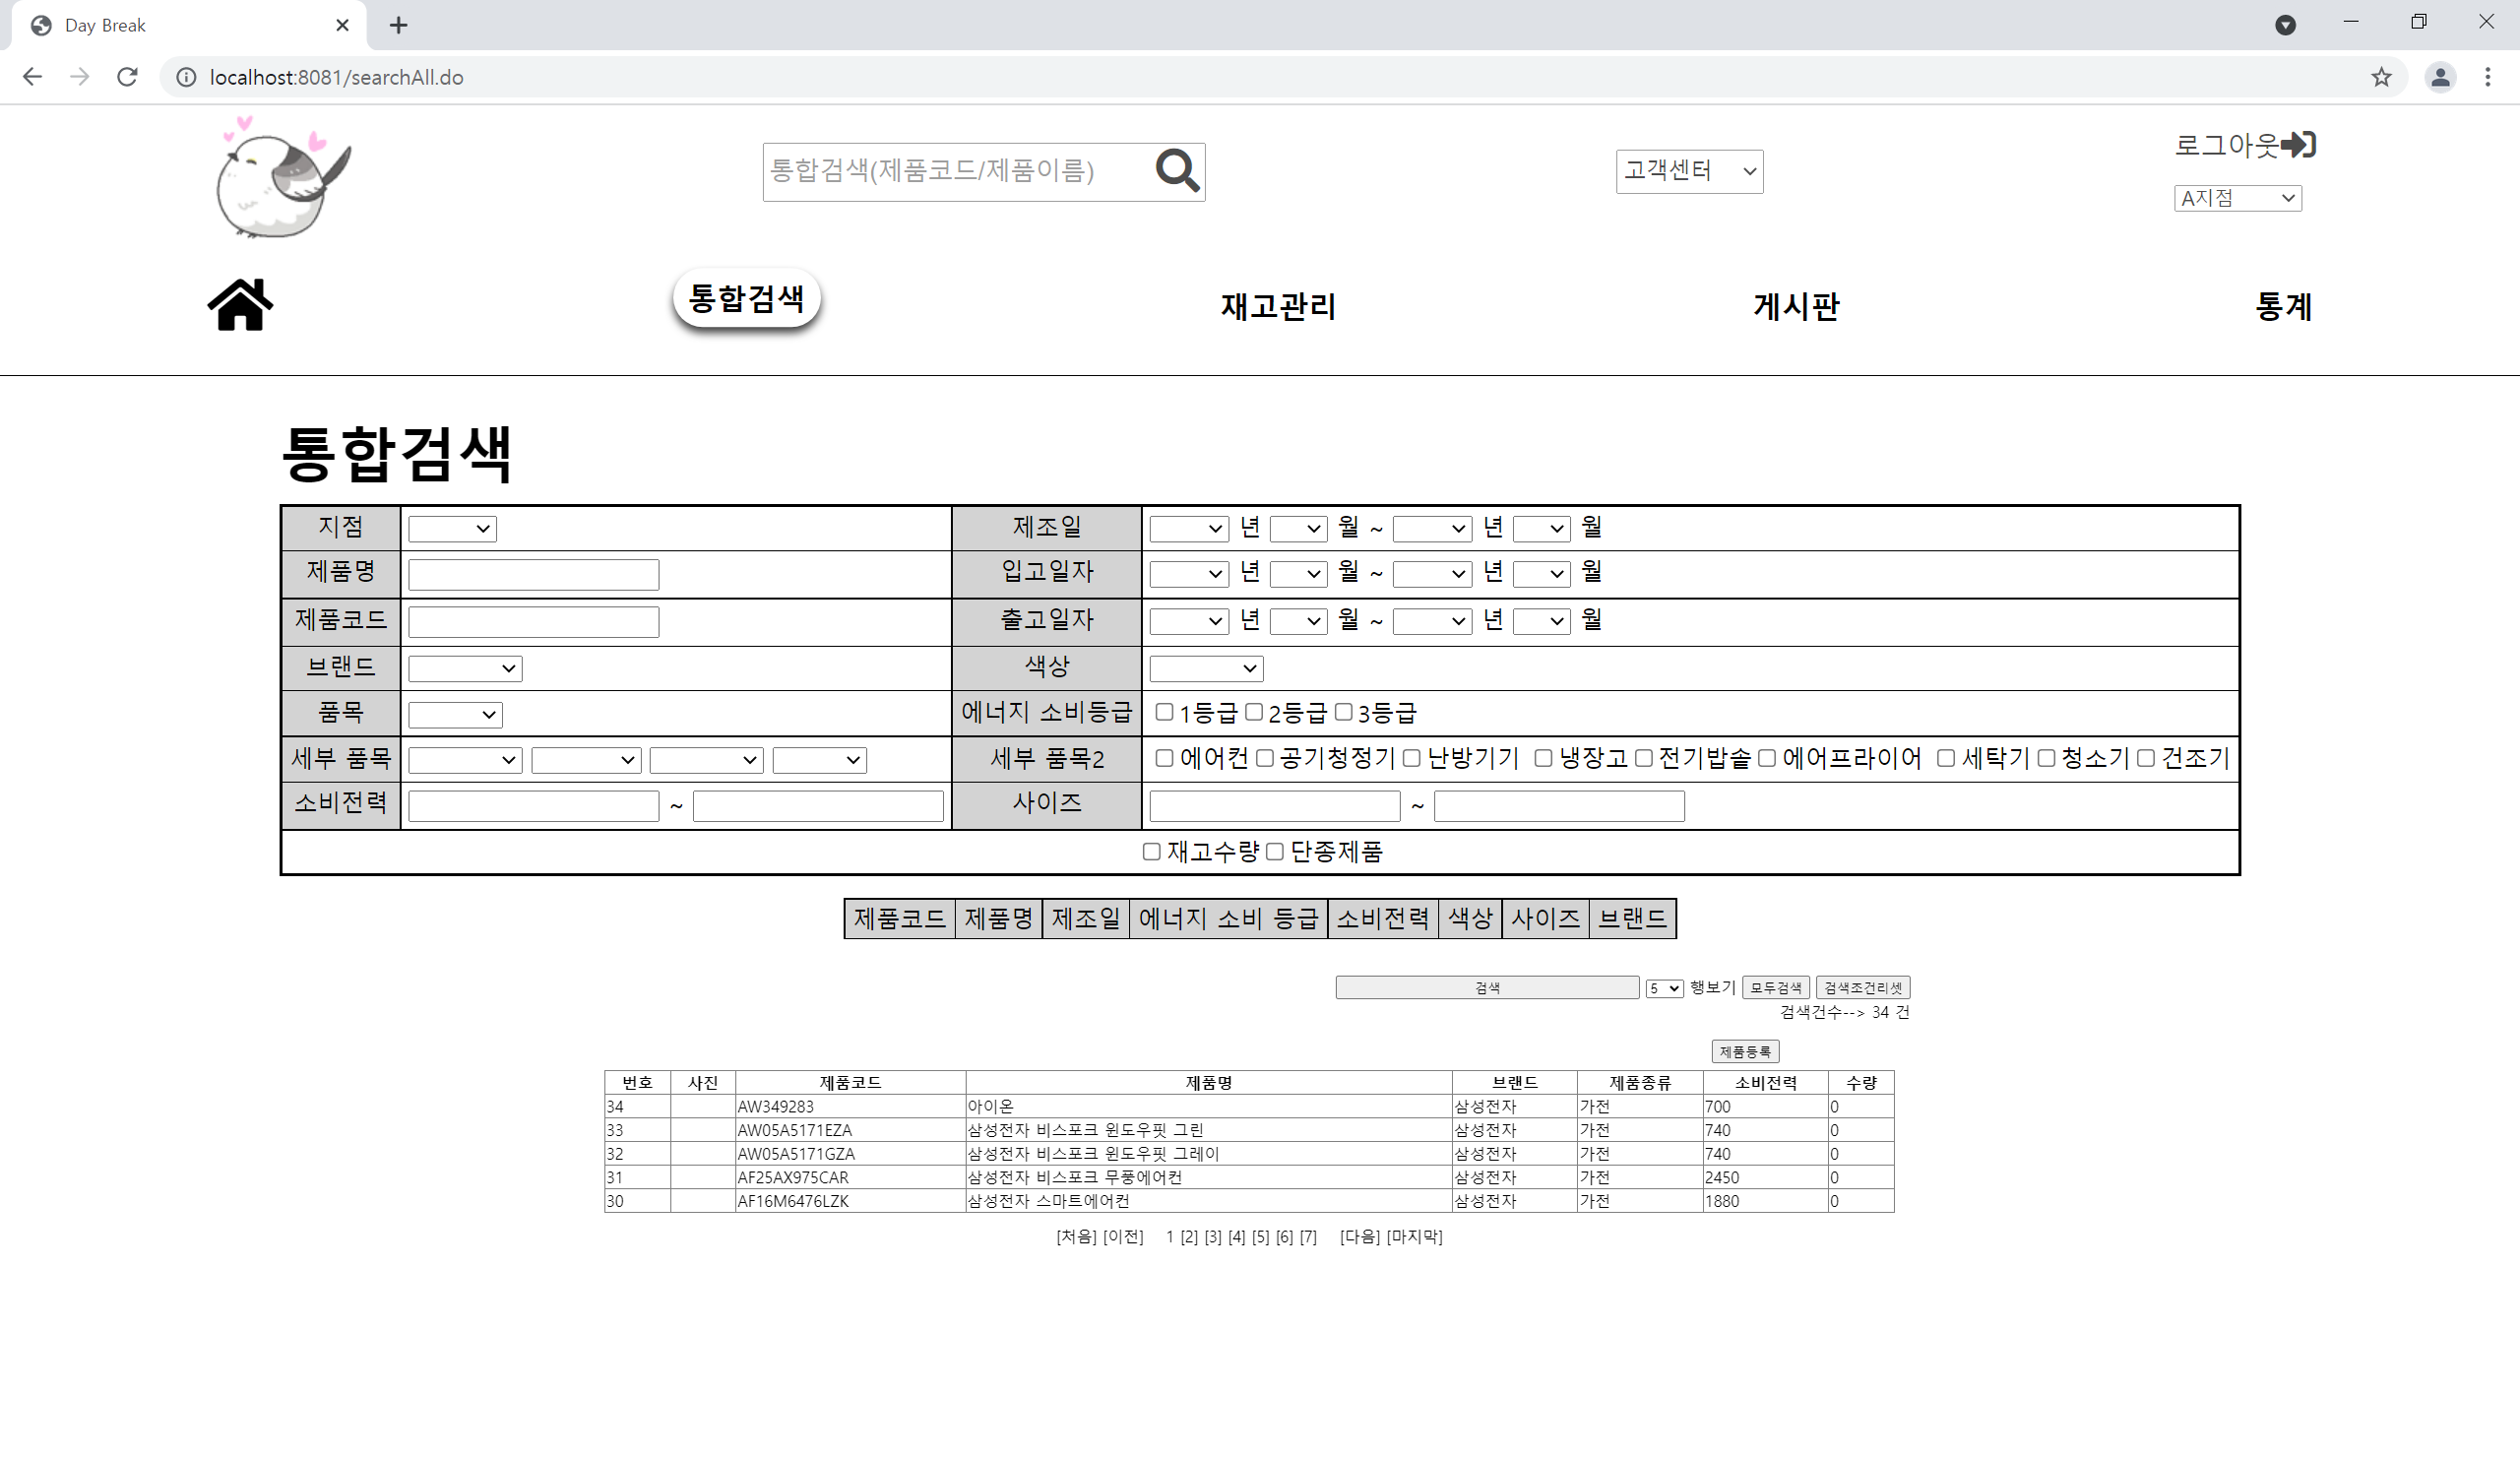 Day Break
localhost:8081/searchAll.do
통합검색(제품코드/제품이름)
고객센터
로그아웃
A지점
통합검색 재고관리 게시판 통계
통합검색
지점 제조일 년 월 ~ 년 월
제품명 입고일자 년 월 ~ 년 월
제품코드 출고일자 년 월 ~ 년 월
브랜드 색상
품목 에너지 소비등급 1등급 2등급 3등급
세부 품목 세부 품목2 에어컨 공기청정기 난방기기 냉장고 전기밥솥 에어프라이어 세탁기 청소기 건조기
소비전력 ~ 사이즈 ~
재고수량 단종제품
제품코드 제품명 제조일 에너지 소비 등급 소비전력 색상 사이즈 브랜드
검색 5 행보기 모두검색 검색조건리셋
검색건수--> 34 건
제품등록
번호 사진 제품코드 제품명 브랜드 제품종류 소비전력 수량
34 AW349283 아이온 삼성전자 가전 700 0
33 AW05A5171EZA 삼성전자 비스포크 윈도우핏 그린 삼성전자 가전 740 0
32 AW05A5171GZA 삼성전자 비스포크 윈도우핏 그레이 삼성전자 가전 740 0
31 AF25AX975CAR 삼성전자 비스포크 무풍에어컨 삼성전자 가전 2450 0
30 AF16M6476LZK 삼성전자 스마트에어컨 삼성전자 가전 1880 0
[처음] [이전] 1 [2] [3] [4] [5] [6] [7] [다음] [마지막]